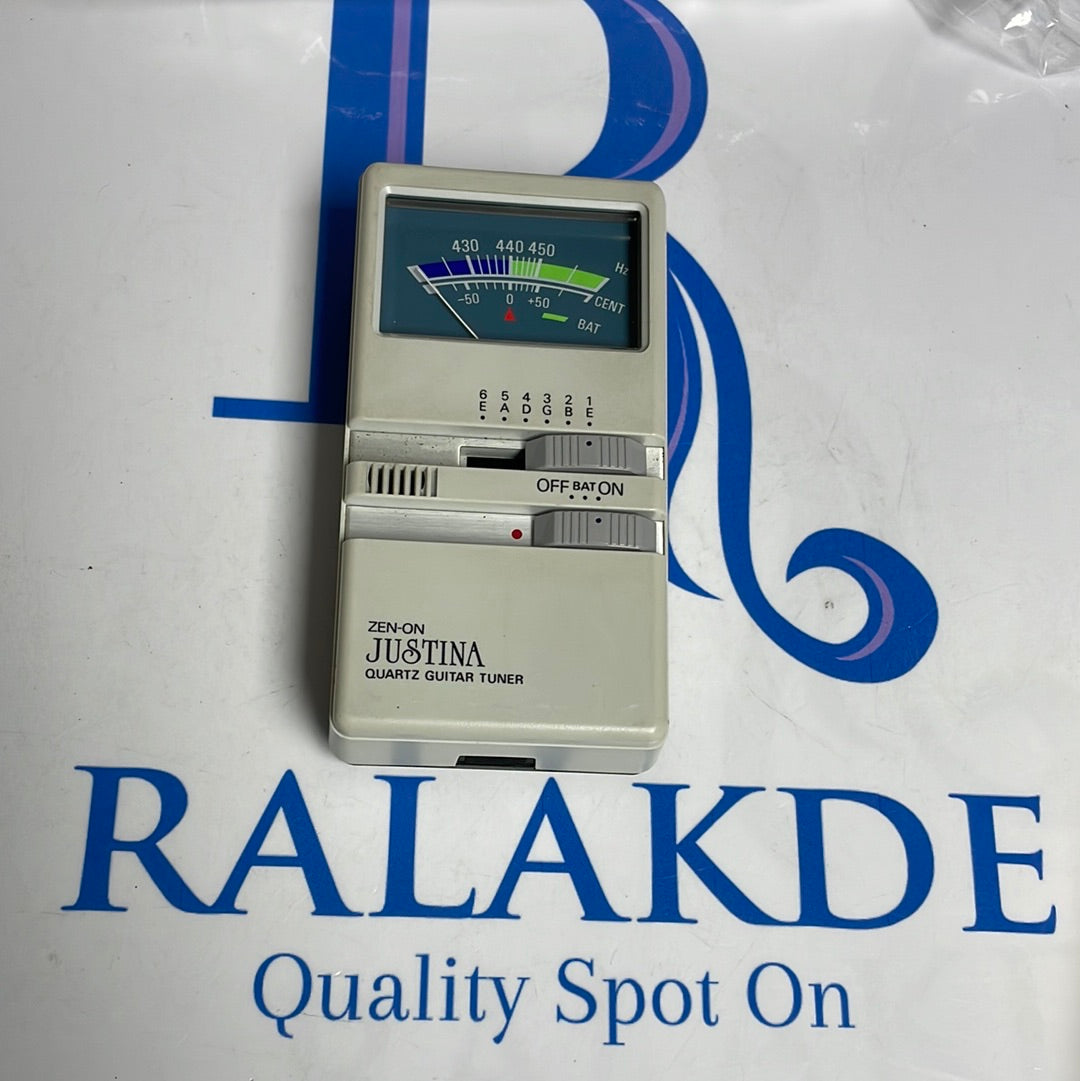 430 440 450
Hz
-50 0 +50
CENT
BAT
6 5 4 3 2 1
E A D G B E
OFF BAT ON
ZEN-ON
JUSTINA
QUARTZ GUITAR TUNER
R
RALAKDE
Quality Spot On